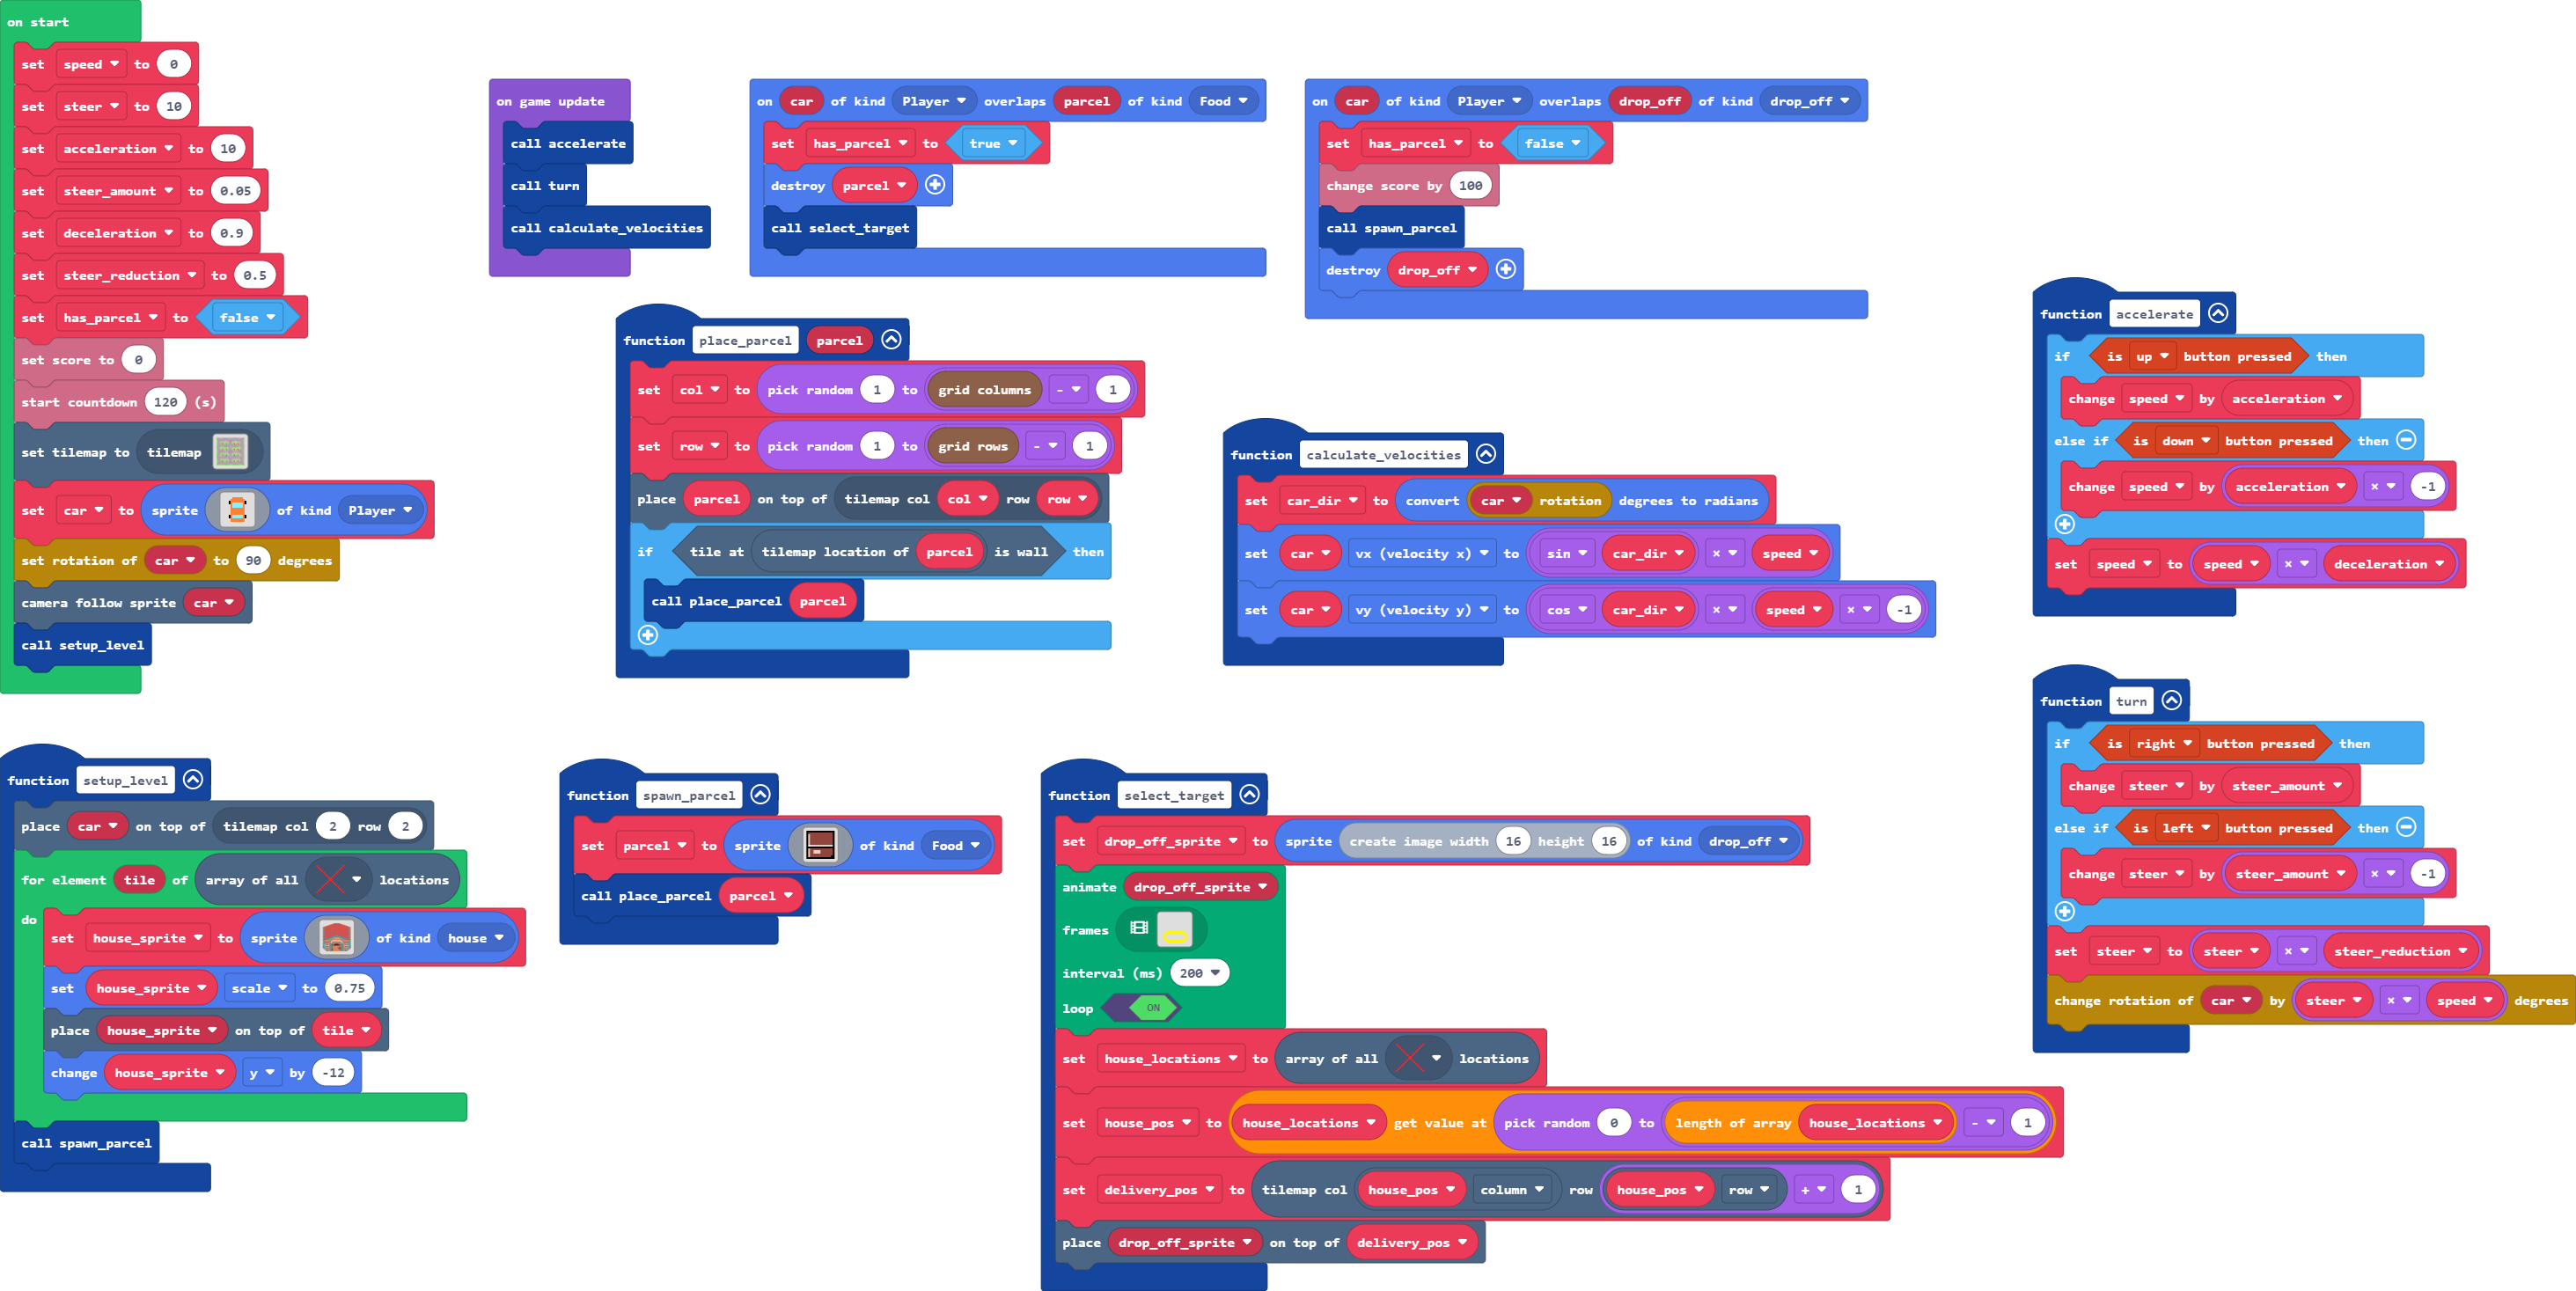 on start
set speed to 0
set steer to 10
set acceleration to 10
set steer_amount to 0.05
set deceleration to 0.9
set steer_reduction to 0.5
set has_parcel to false
set score to 0
start countdown 120 (s)
set tilemap to tilemap
set car to sprite of kind Player
set rotation of car to 90 degrees
camera follow sprite car
call setup_level
on game update
call accelerate
call turn
call calculate_velocities
on car of kind Player overlaps parcel of kind Food
set has_parcel to true
destroy parcel
call select_target
on car of kind Player overlaps drop_off of kind drop_off
set has_parcel to false
change score by 100
call spawn_parcel
destroy drop_off
function place_parcel parcel
set col to pick random 1 to grid columns - 1
set row to pick random 1 to grid rows - 1
place parcel on top of tilemap col col row row
if tile at tilemap location of parcel is wall then
call place_parcel parcel
function calculate_velocities
set car_dir to convert car rotation degrees to radians
set car vx (velocity x) to sin car_dir × speed
set car vy (velocity y) to cos car_dir × speed × -1
function accelerate
if is up button pressed then
change speed by acceleration
else if is down button pressed then
change speed by acceleration × -1
set speed to speed × deceleration
function turn
if is right button pressed then
change steer by steer_amount
else if is left button pressed then
change steer by steer_amount × -1
set steer to steer × steer_reduction
change rotation of car by steer × speed degrees
function setup_level
place car on top of tilemap col 2 row 2
for element tile of array of all locations
do
set house_sprite to sprite of kind house
set house_sprite scale to 0.75
place house_sprite on top of tile
change house_sprite y by -12
call spawn_parcel
function spawn_parcel
set parcel to sprite of kind Food
call place_parcel parcel
function select_target
set drop_off_sprite to sprite create image width 16 height 16 of kind drop_off
animate drop_off_sprite
frames
interval (ms) 200
loop ON
set house_locations to array of all locations
set house_pos to house_locations get value at pick random 0 to length of array house_locations - 1
set delivery_pos to tilemap col house_pos column row house_pos row + 1
place drop_off_sprite on top of delivery_pos